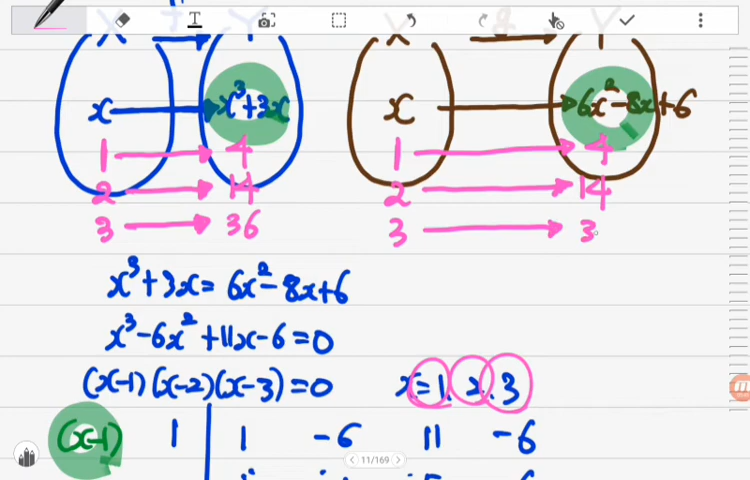 x x³+3x x 6x²-8x+6
1 4 1 4
2 14 2 14
3 36 3 3
x³+3x=6x²-8x+6
x³-6x²+11x-6=0
(x-1)(x-2)(x-3)=0 x=1.2.3
(x-1) 1 1 -6 11 -6
11/169